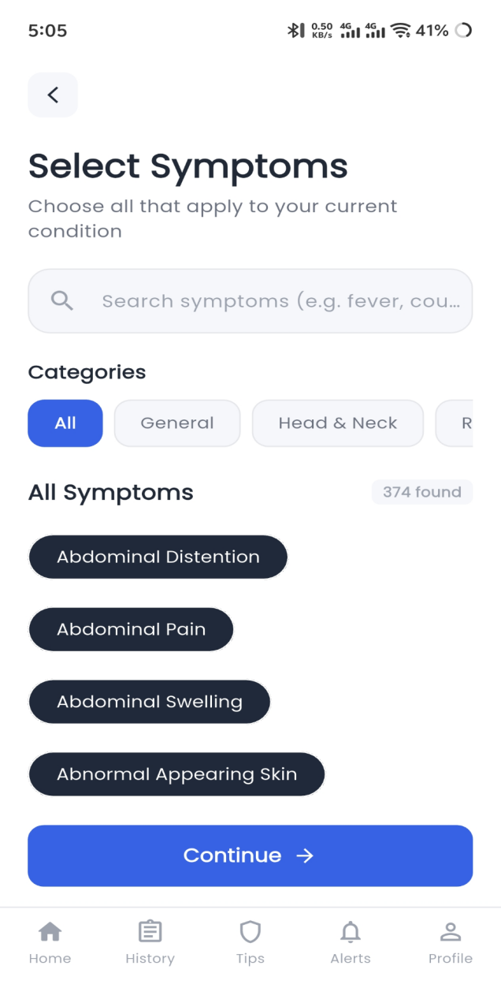 5:05
0.50
KB/s
4G
4G
41%
Select Symptoms
Choose all that apply to your current
condition
Search symptoms (e.g. fever, cou...
Categories
All
General
Head & Neck
R
All Symptoms
374 found
Abdominal Distention
Abdominal Pain
Abdominal Swelling
Abnormal Appearing Skin
Continue →
Home
History
Tips
Alerts
Profile